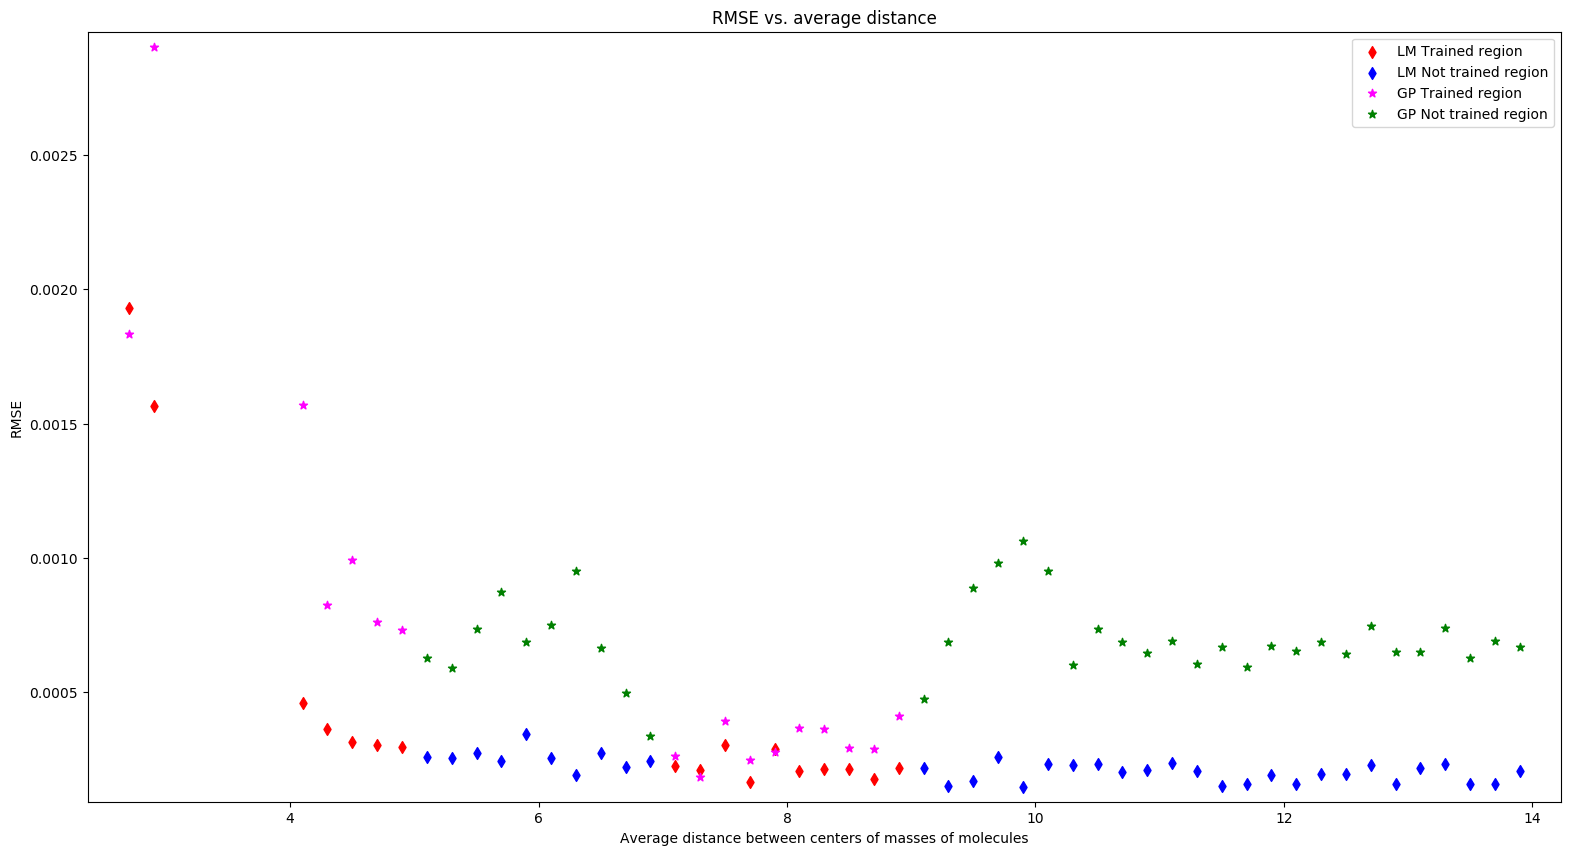 RMSE vs. average distance
LM Trained region
LM Not trained region
GP Trained region
GP Not trained region
0.0025
0.0020
0.0015
0.0010
0.0005
RMSE
4
6
8
10
12
14
Average distance between centers of masses of molecules